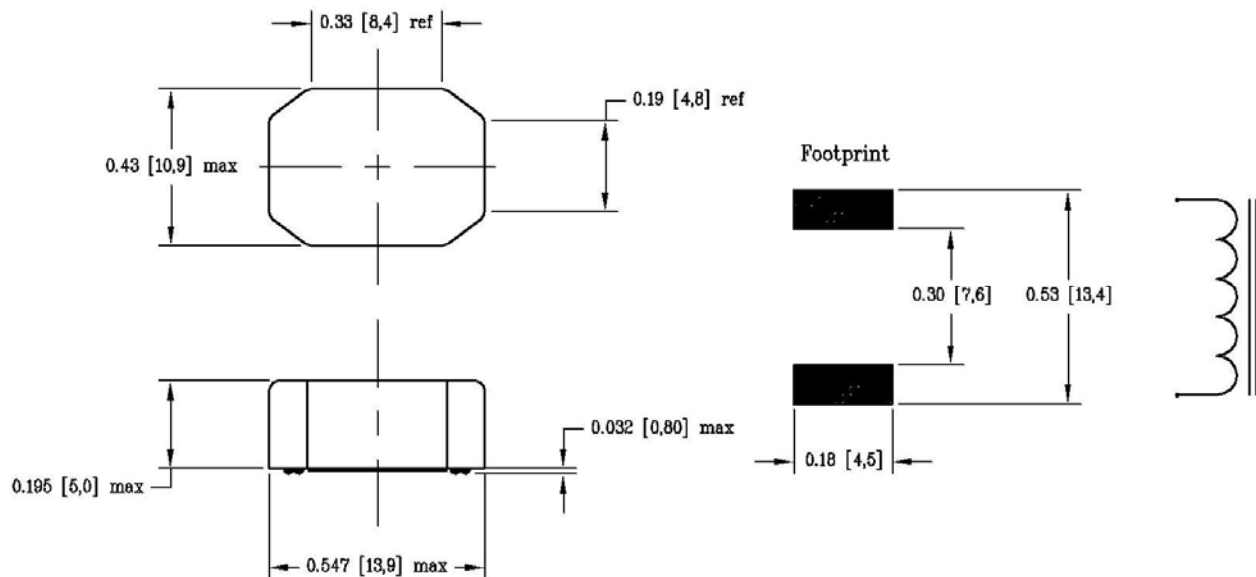 0.33 [8,4] ref
0.19 [4,8] ref
0.43 [10,9] max
Footprint
0.30 [7,6]
0.53 [13,4]
0.032 [0,80] max
0.18 [4,5]
0.195 [5,0] max
0.547 [13,9] max